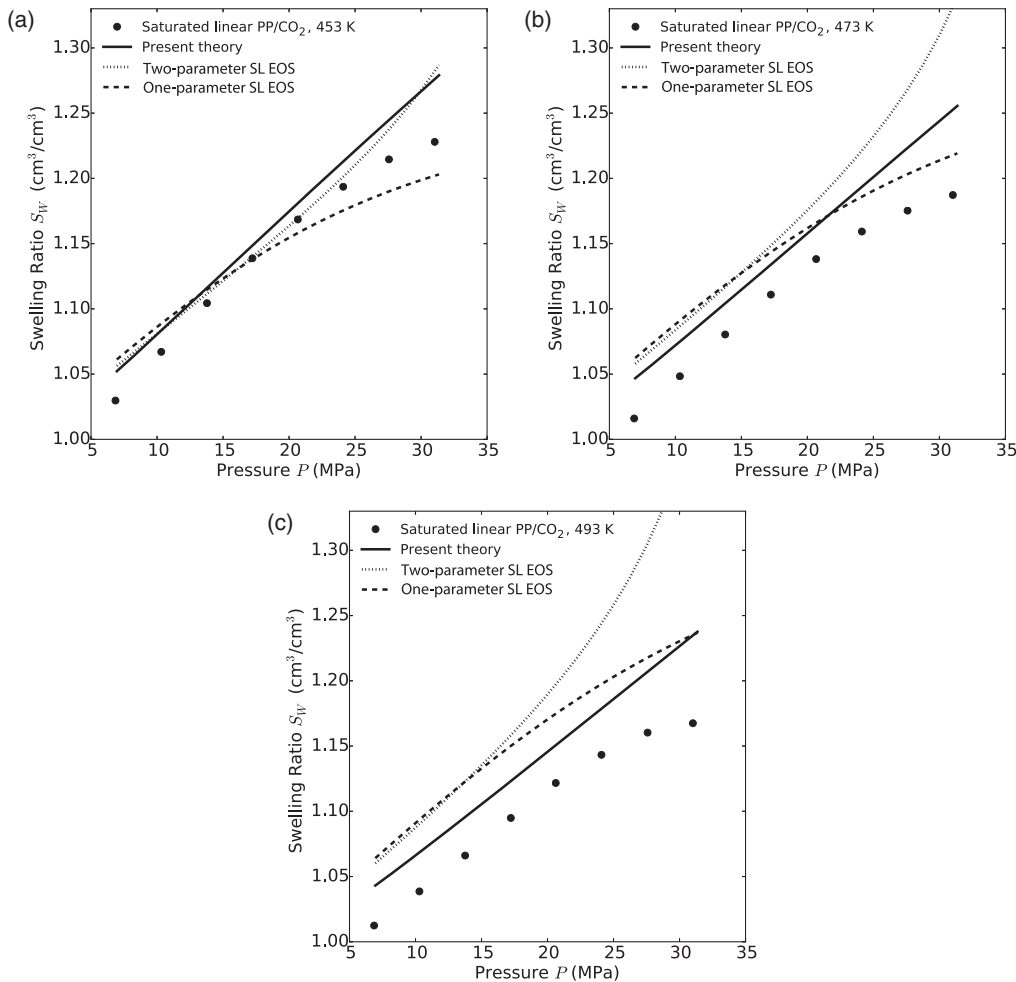 (a)
1.30
1.25
1.20
1.15
1.10
1.05
1.00
Swelling Ratio S_W (cm³/cm³)
Saturated linear PP/CO₂, 453 K
Present theory
Two-parameter SL EOS
One-parameter SL EOS
5 10 15 20 25 30 35
Pressure P (MPa)
(b)
1.30
1.25
1.20
1.15
1.10
1.05
1.00
Swelling Ratio S_W (cm³/cm³)
Saturated linear PP/CO₂, 473 K
Present theory
Two-parameter SL EOS
One-parameter SL EOS
5 10 15 20 25 30 35
Pressure P (MPa)
(c)
1.30
1.25
1.20
1.15
1.10
1.05
1.00
Swelling Ratio S_W (cm³/cm³)
Saturated linear PP/CO₂, 493 K
Present theory
Two-parameter SL EOS
One-parameter SL EOS
5 10 15 20 25 30 35
Pressure P (MPa)